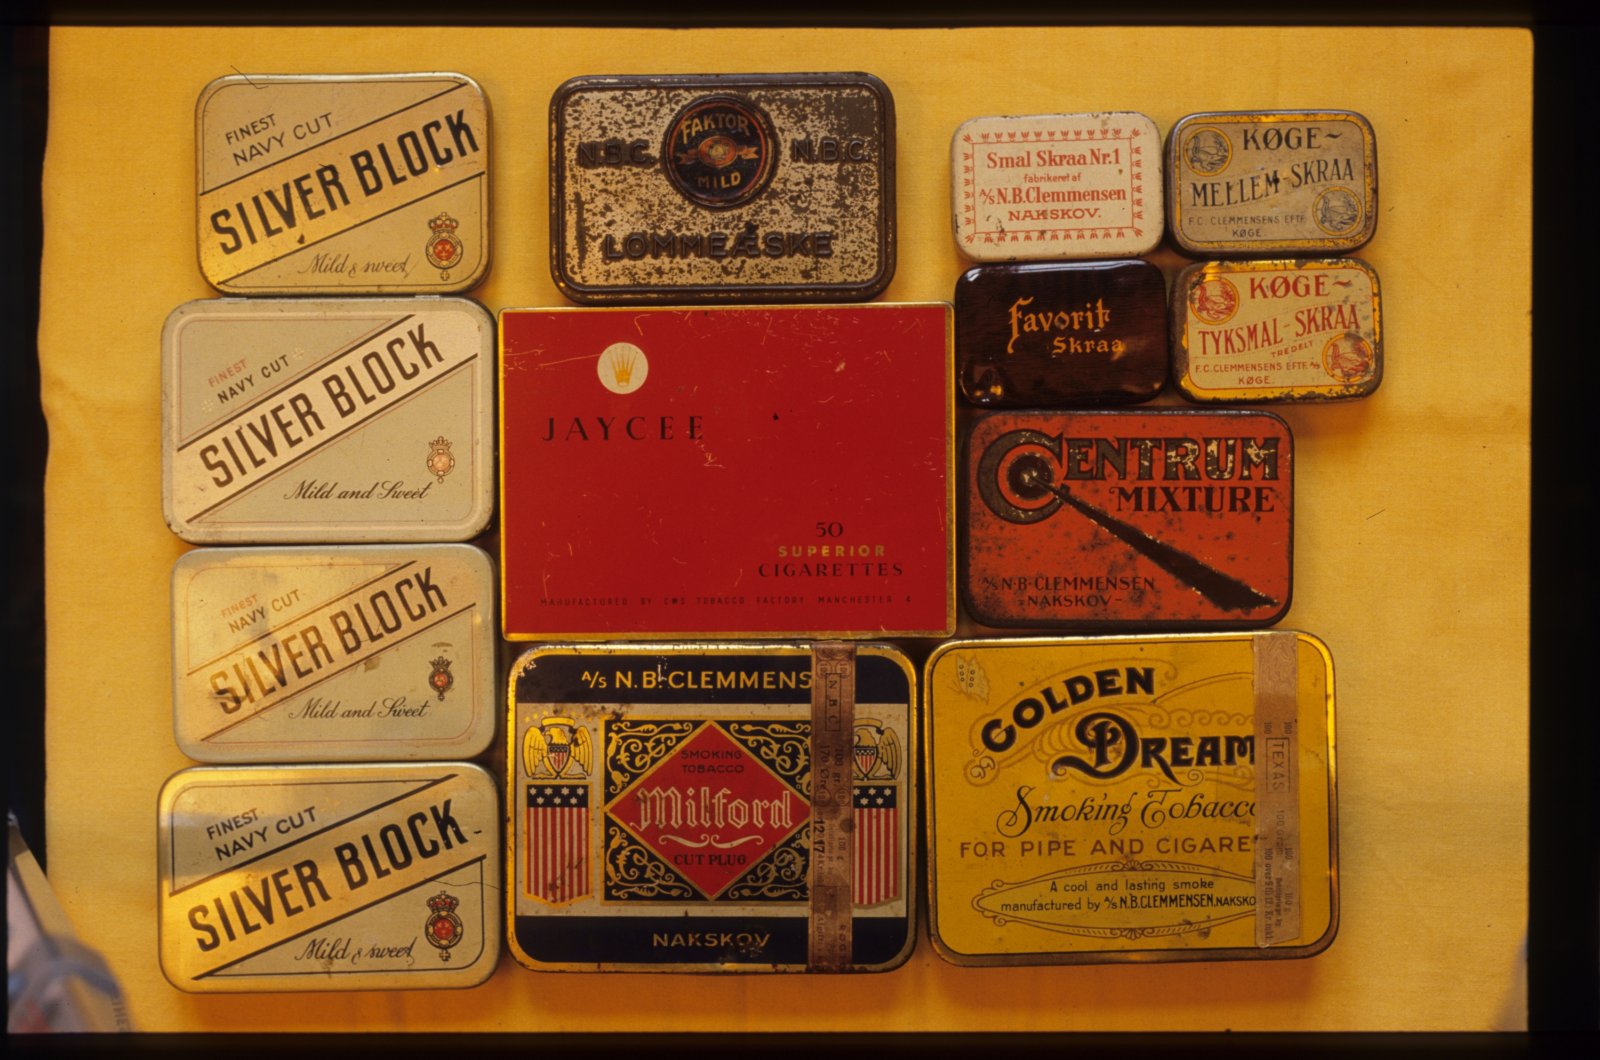 FINEST
NAVY CUT
SILVER BLOCK
Mild & sweet
FINEST
NAVY CUT
SILVER BLOCK
Mild and Sweet
FINEST
NAVY CUT
SILVER BLOCK
Mild and Sweet
FINEST
NAVY CUT
SILVER BLOCK
Mild & sweet
FAKTOR
N.B.C. N.B.C.
MILD
LOMMEÆSKE
JAYCEE
50
SUPERIOR
CIGARETTES
MANUFACTURED BY CWS TOBACCO FACTORY MANCHESTER 4
A/S N.B. CLEMMENS
SMOKING
TOBACCO
Milford
CUT PLUG
NAKSKOV
N B C
1217
Smal Skraa Nr. 1
fabrikeret af
A/S N.B. Clemmensen
NAKSKOV.
KØGE~
MELLEM-SKRAA
F.C. CLEMMENSENS EFTF.
KØGE.
Favorit
Skraa
KØGE~
TYKSMAL-SKRAA
TREDELT
F.C. CLEMMENSENS EFTF. A/S
KØGE.
CENTRUM
MIXTURE
A/S N·B·CLEMMENSEN
NAKSKOV–
GOLDEN
DREAM
Smoking Tobacco
FOR PIPE AND CIGARE
A cool and lasting smoke
manufactured by A/S N.B. CLEMMENSEN, NAKSKO
TEXAS